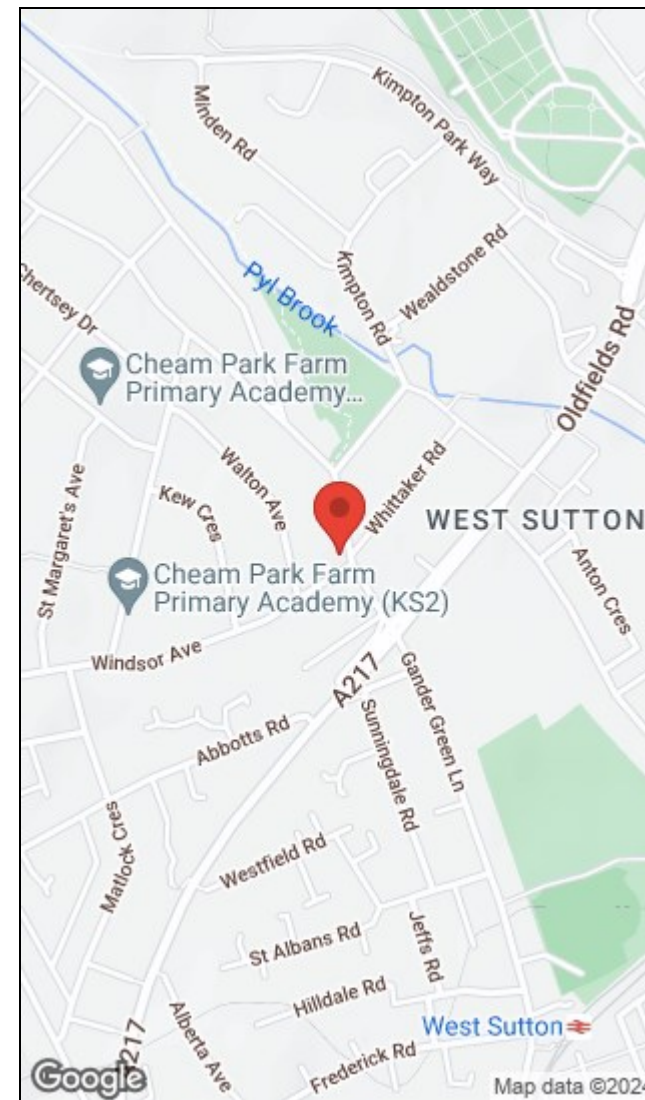 Kimpton Park Way
Minden Rd
Kimpton Rd
Wealdstone Rd
Pyl Brook
Chertsey Dr
Oldfields Rd
Cheam Park Farm
Primary Academy...
Walton Ave
Whittaker Rd
Kew Cres
St Margaret's Ave
WEST SUTTON
Anton Cres
Cheam Park Farm
Primary Academy (KS2)
Windsor Ave
A217
Gander Green Ln
Sunningdale Rd
Abbotts Rd
Matlock Cres
Westfield Rd
St Albans Rd
Jeffs Rd
Hilldale Rd
West Sutton
A217
Alberta Ave
Frederick Rd
Google
Map data ©2024